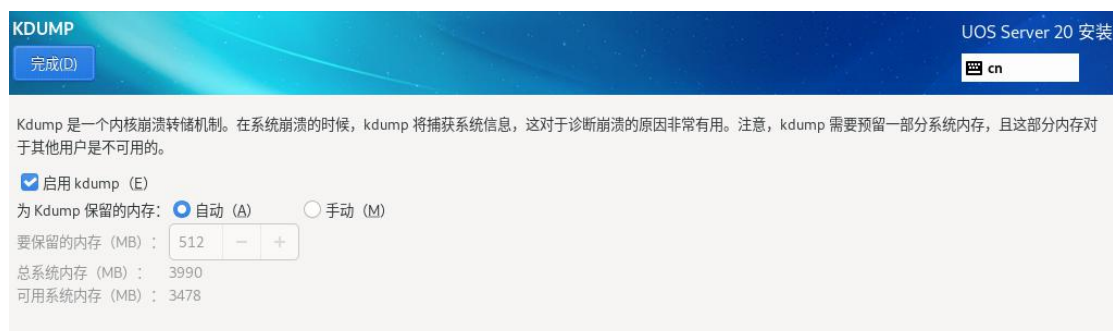 KDUMP
UOS Server 20 安装
完成(D)
cn
Kdump 是一个内核崩溃转储机制。在系统崩溃的时候，kdump 将捕获系统信息，这对于诊断崩溃的原因非常有用。注意，kdump 需要预留一部分系统内存，且这部分内存对
于其他用户是不可用的。
启用 kdump（E）
为 Kdump 保留的内存： 自动（A） 手动（M）
要保留的内存（MB）： 512 − +
总系统内存（MB）： 3990
可用系统内存（MB）： 3478